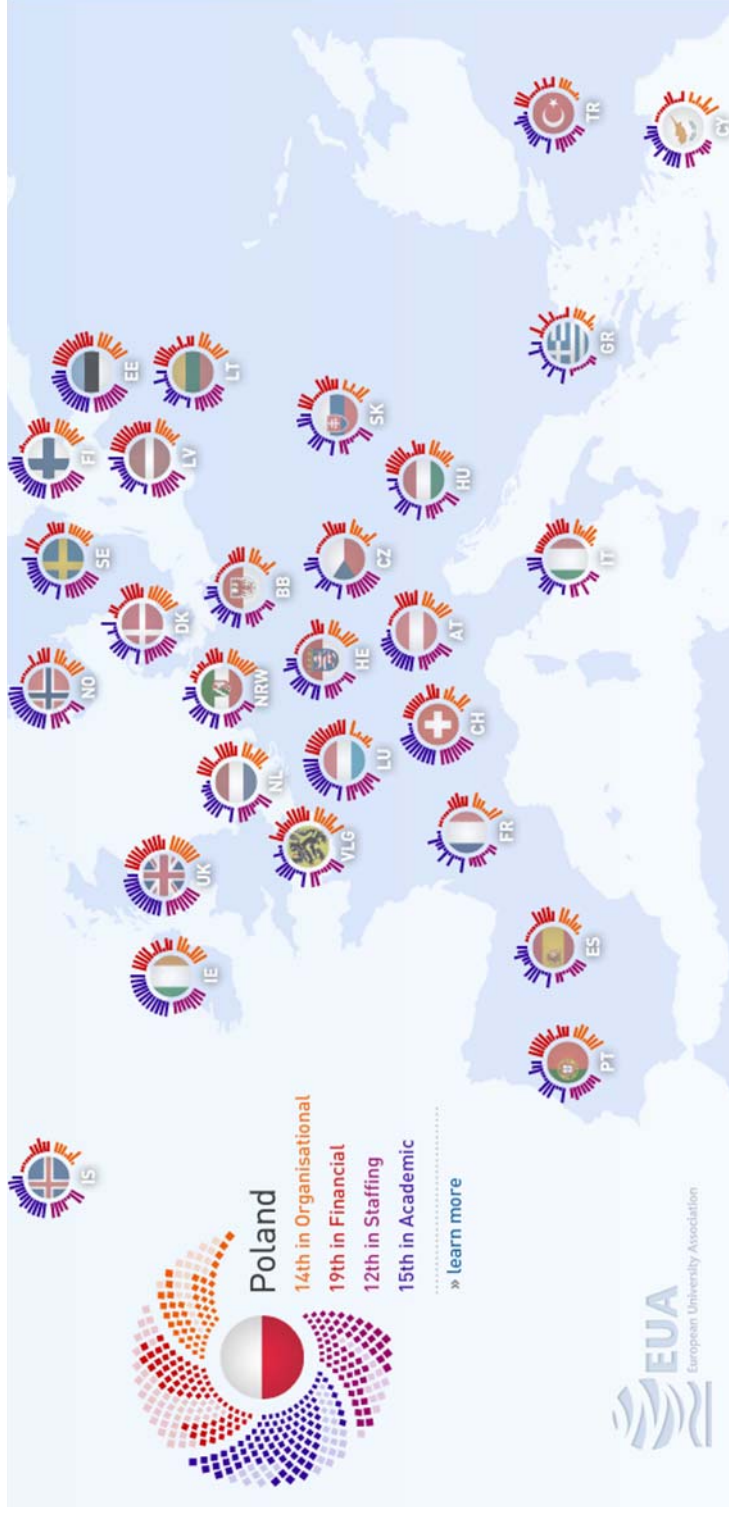 Poland
14th in Organisational
19th in Financial
12th in Staffing
15th in Academic
» learn more
IS
IE
UK
NO
SE
FI
EE
DK
LV
LT
NL
NRW
BB
VLG
LU
HE
CZ
SK
CH
AT
HU
FR
PT
ES
IT
GR
TR
CY
EUA
European University Association